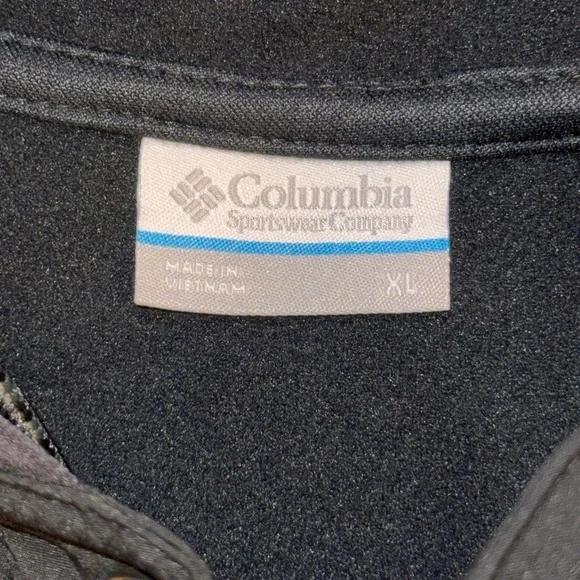 Columbia
Sportswear Company
MADE IN
VIETNAM
XL